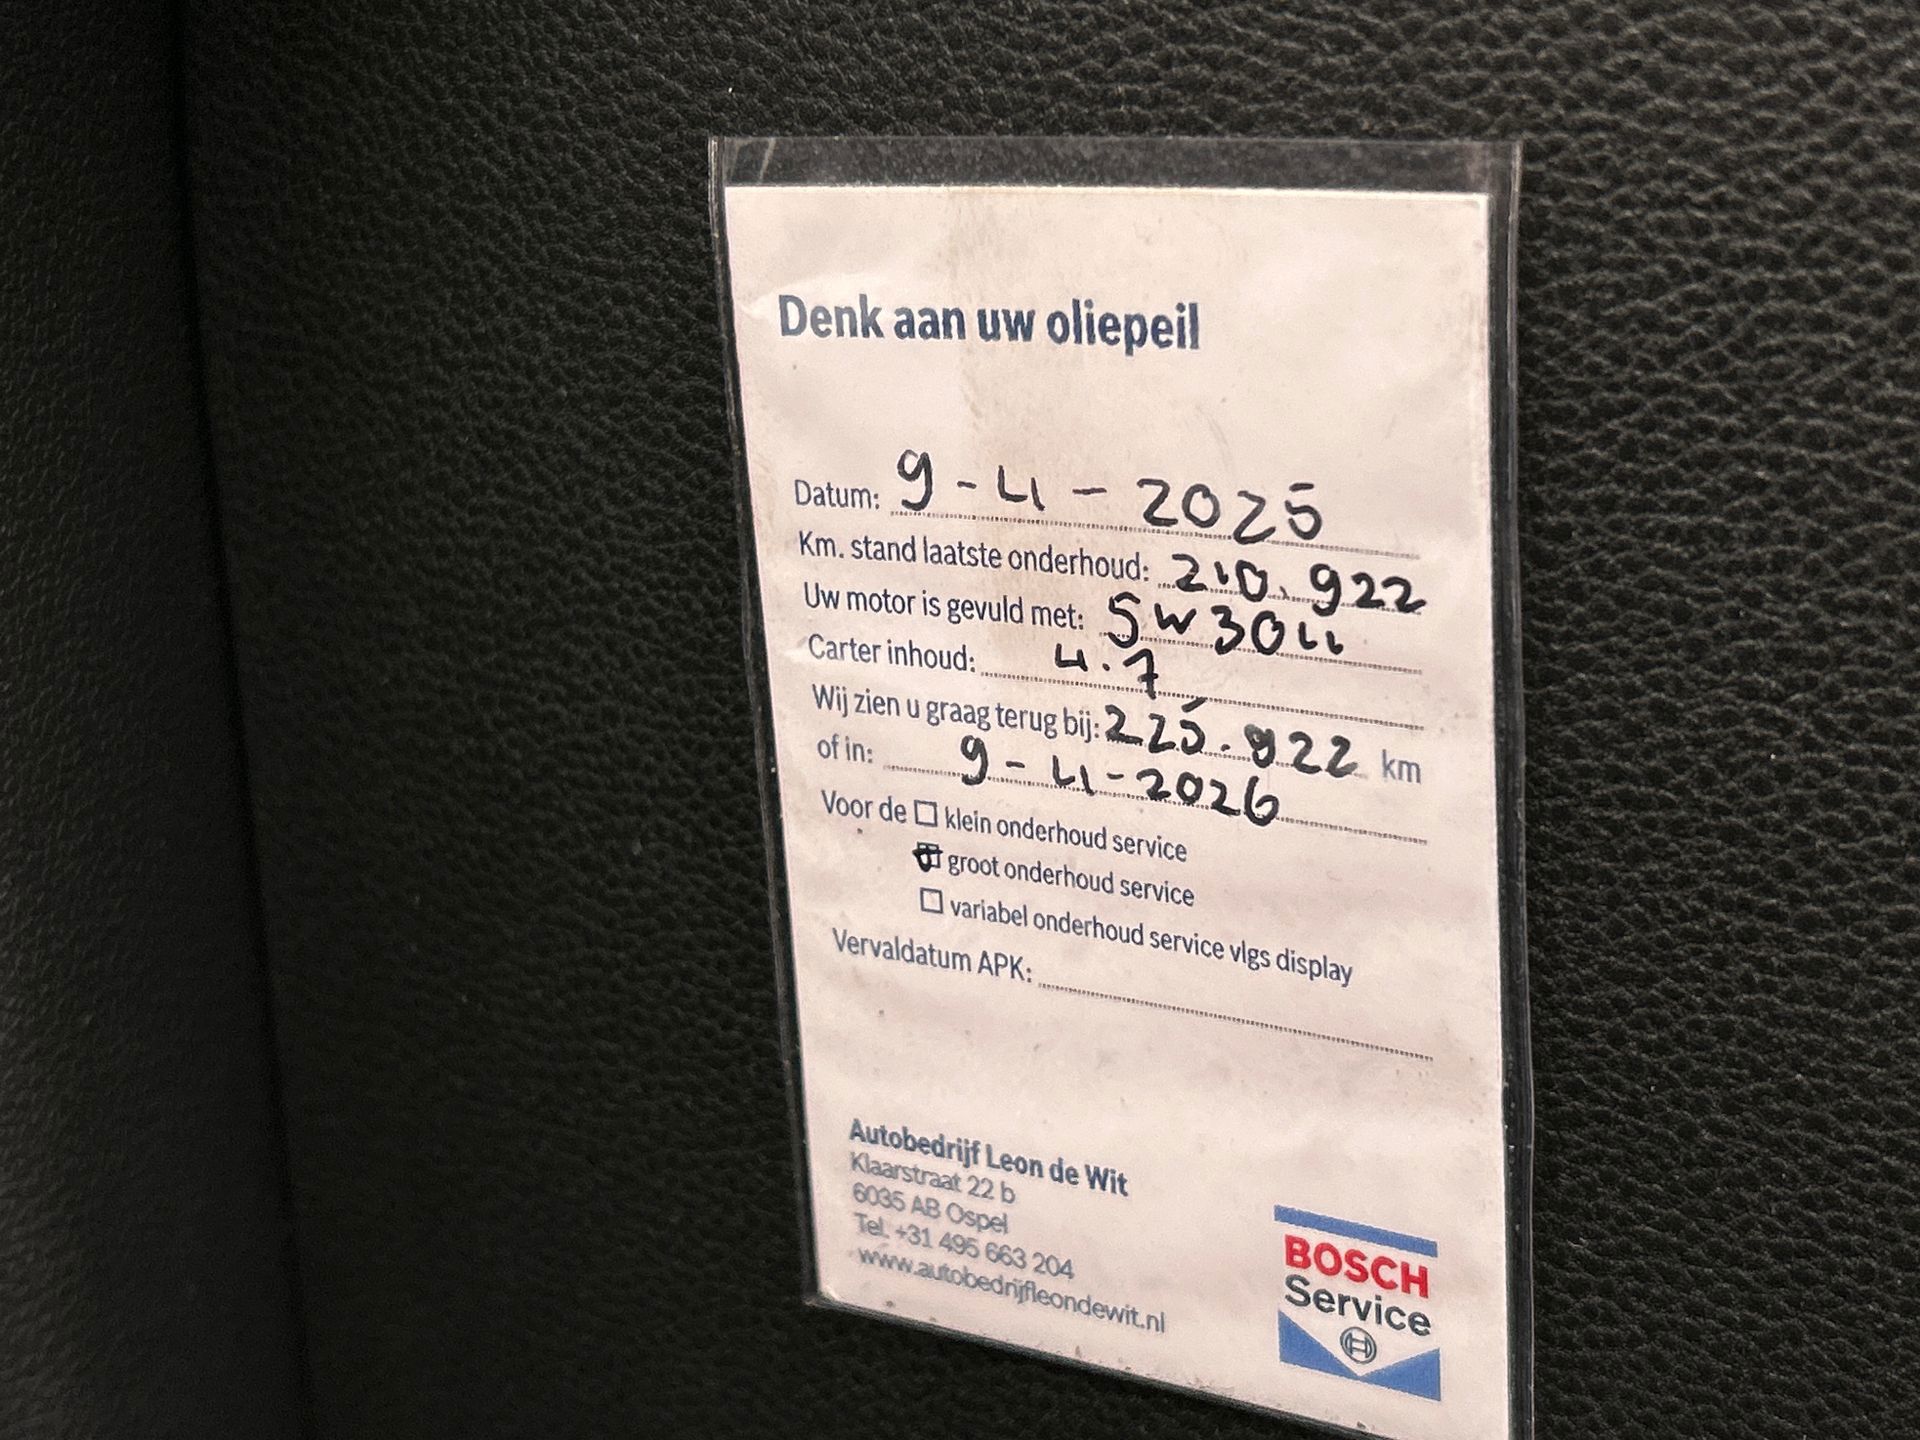 Denk aan uw oliepeil
Datum: 9-4-2025
Km. stand laatste onderhoud: 210.922
Uw motor is gevuld met: 5W30LL
Carter inhoud: 4.7
Wij zien u graag terug bij: 225.922 km
of in: 9-4-2026
Voor de klein onderhoud service
groot onderhoud service
variabel onderhoud service vlgs display
Vervaldatum APK:
Autobedrijf Leon de Wit
Klaarstraat 22 b
6035 AB Ospel
Tel. +31 495 663 204
www.autobedrijfleondewit.nl
BOSCH
Service